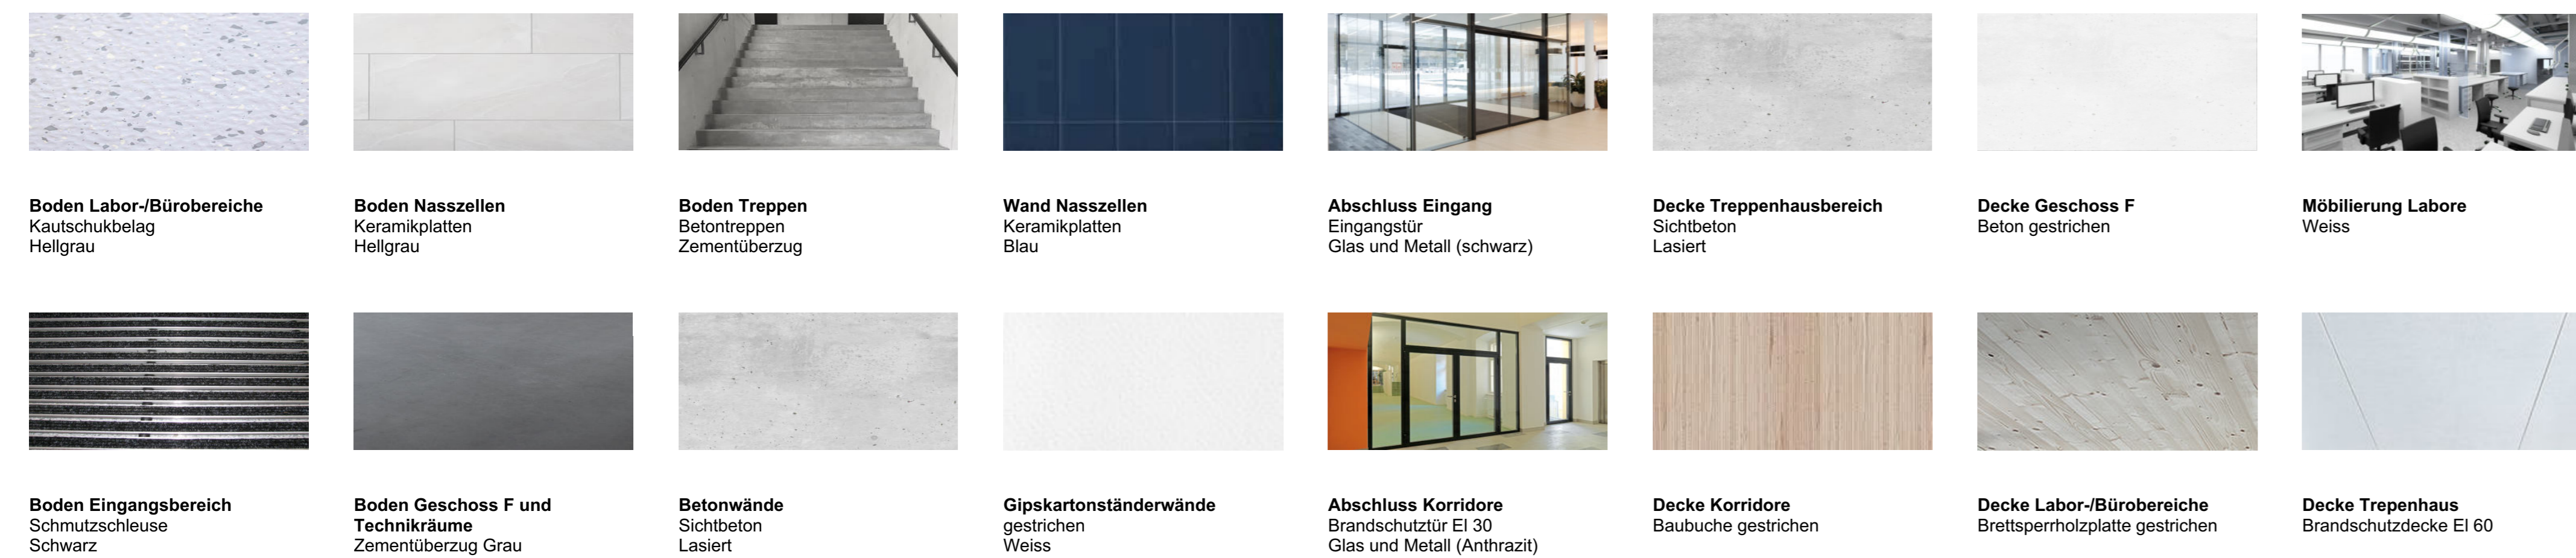 Boden Labor-/Bürobereiche
Kautschukbelag
Hellgrau
Boden Nasszellen
Keramikplatten
Hellgrau
Boden Treppen
Betontreppen
Zementüberzug
Wand Nasszellen
Keramikplatten
Blau
Abschluss Eingang
Eingangstür
Glas und Metall (schwarz)
Decke Treppenhausbereich
Sichtbeton
Lasiert
Decke Geschoss F
Beton gestrichen
Möbilierung Labore
Weiss
Boden Eingangsbereich
Schmutzschleuse
Schwarz
Boden Geschoss F und
Technikräume
Zementüberzug Grau
Betonwände
Sichtbeton
Lasiert
Gipskartonständerwände
gestrichen
Weiss
Abschluss Korridore
Brandschutztür El 30
Glas und Metall (Anthrazit)
Decke Korridore
Baubuche gestrichen
Decke Labor-/Bürobereiche
Brettsperrholzplatte gestrichen
Decke Trepenhaus
Brandschutzdecke El 60